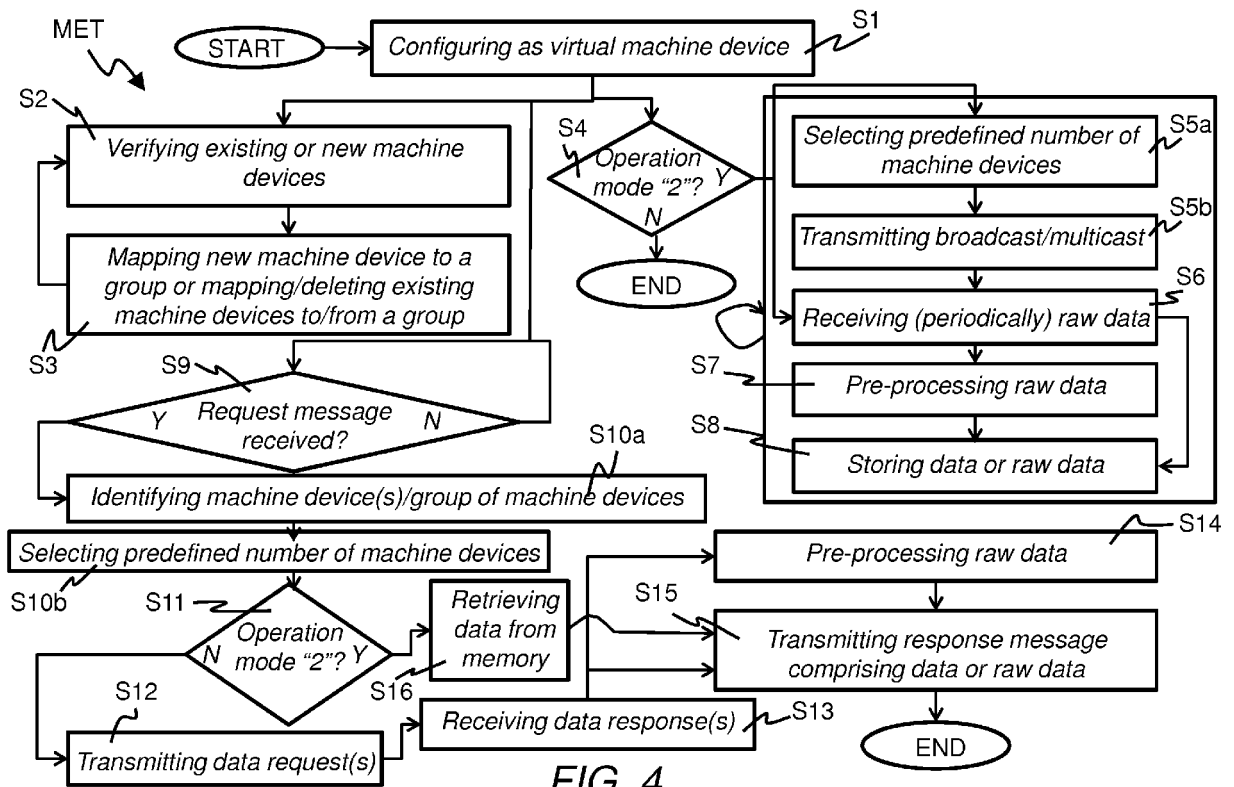 MET
START
Configuring as virtual machine device
S1
S2
Verifying existing or new machine
devices
S4
Operation
mode "2"?
Y
N
END
Selecting predefined number of
machine devices
S5a
Transmitting broadcast/multicast
S5b
Receiving (periodically) raw data
S6
Mapping new machine device to a
group or mapping/deleting existing
machine devices to/from a group
S3
S7
Pre-processing raw data
S8
Storing data or raw data
S9
Request message
received?
Y
N
S10a
Identifying machine device(s)/group of machine devices
Selecting predefined number of machine devices
S10b
S11
Operation
mode "2"?
N
Y
Retrieving
data from
memory
S16
S12
Transmitting data request(s)
Receiving data response(s)
S13
Pre-processing raw data
S14
S15
Transmitting response message
comprising data or raw data
END
FIG. 4